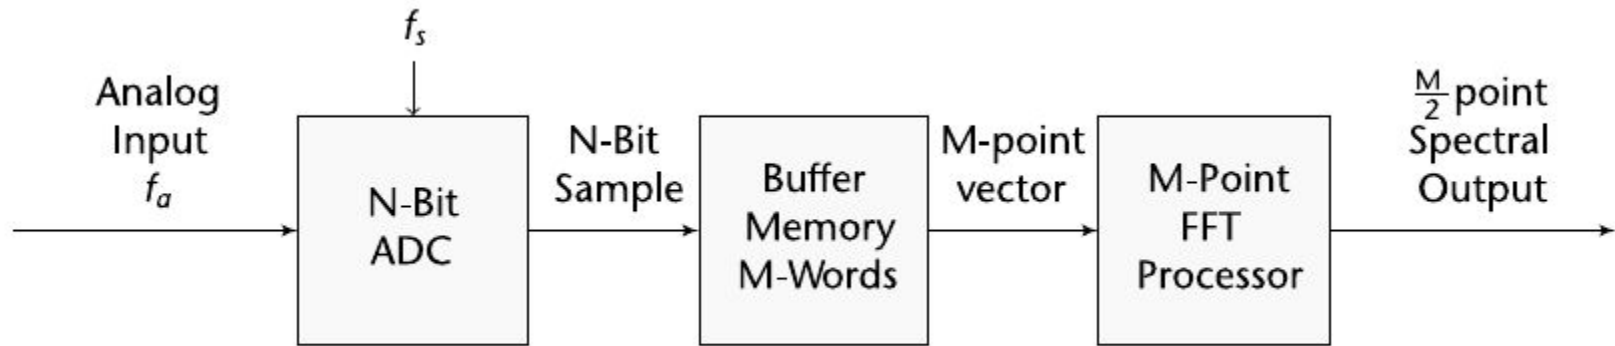 f_s
Analog
Input
f_a
N-Bit
ADC
N-Bit
Sample
Buffer
Memory
M-Words
M-point
vector
M-Point
FFT
Processor
M/2 point
Spectral
Output